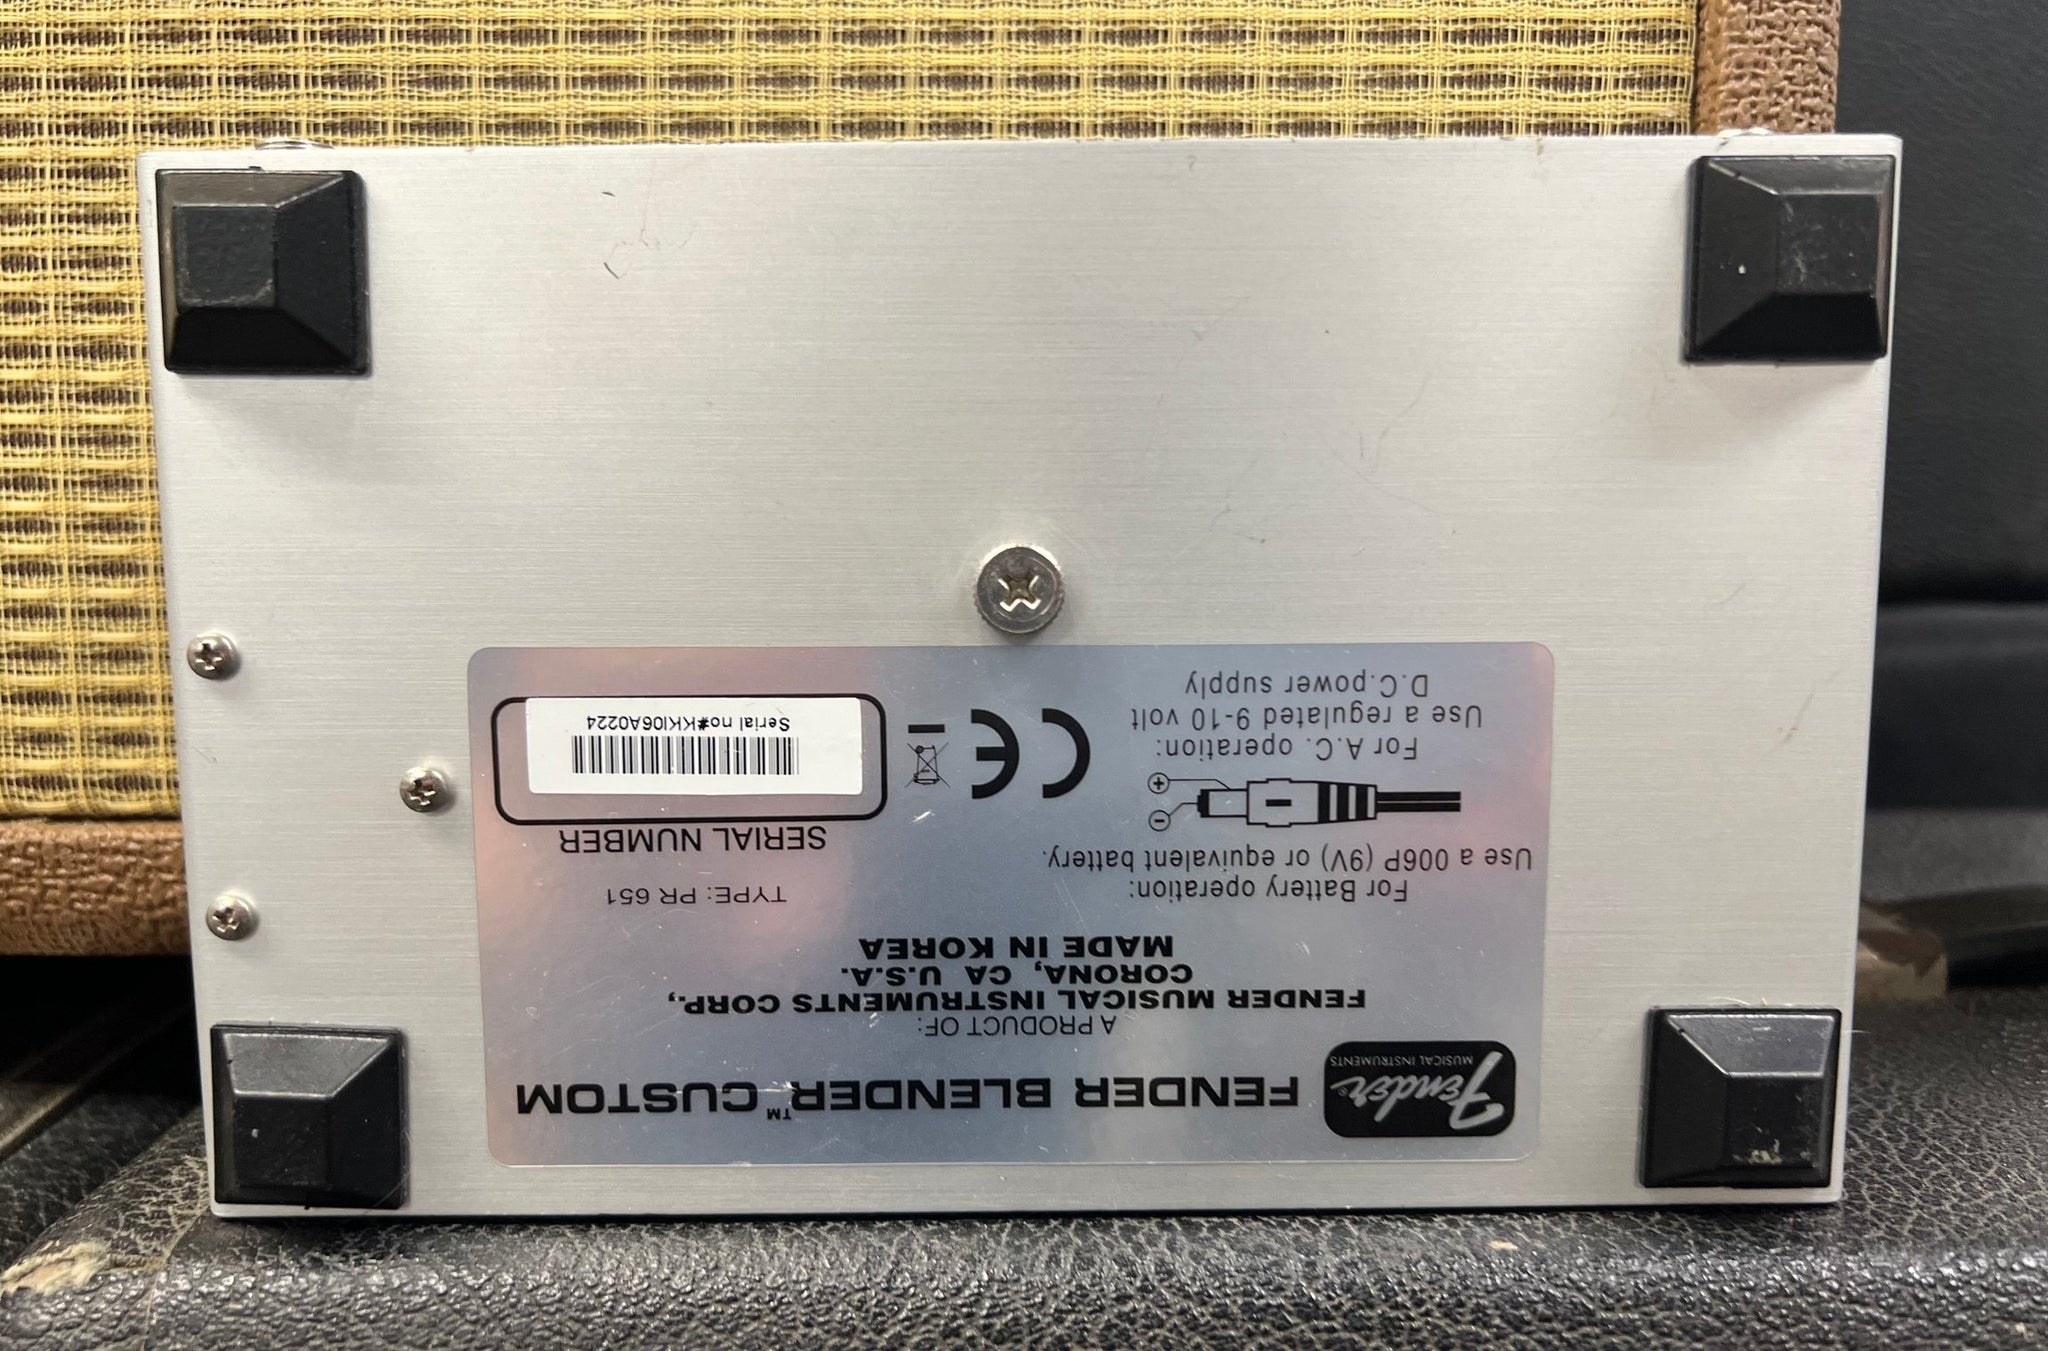 Fender®
MUSICAL INSTRUMENTS
FENDER BLENDER™ CUSTOM
A PRODUCT OF:
FENDER MUSICAL INSTRUMENTS CORP.,
CORONA, CA U.S.A.
MADE IN KOREA
For Battery operation:
Use a 006P (9V) or equivalent battery.
For A.C. operation:
Use a regulated 9-10 volt
D.C.power supply
CE
TYPE: PR 651
SERIAL NUMBER
Serial no#KKI06A0224